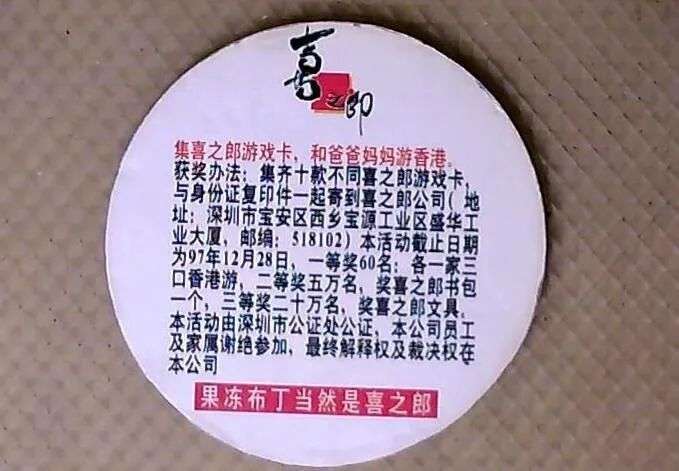 喜之郎
集喜之郎游戏卡，和爸爸妈妈游香港。
获奖办法：集齐十款不同喜之郎游戏卡，
与身份证复印件一起寄到喜之郎公司（地
址：深圳市宝安区西乡宝源工业区盛华工
业大厦，邮编：518102）本活动截止日期
为97年12月28日，一等奖60名：各一家三
口香港游，二等奖五万名，奖喜之郎书包
一个，三等奖二十万名，奖喜之郎文具。
本活动由深圳市公证处公证，本公司员工
及家属谢绝参加，最终解释权及裁决权在
本公司
果冻布丁当然是喜之郎